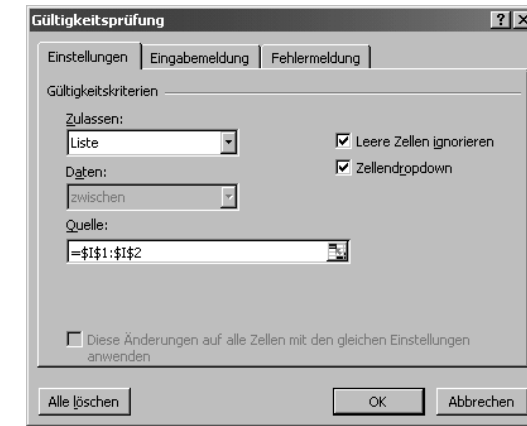 Gültigkeitsprüfung
Einstellungen Eingabemeldung Fehlermeldung
Gültigkeitskriterien
Zulassen:
Liste
Leere Zellen ignorieren
Daten:
Zellendropdown
zwischen
Quelle:
=$I$1:$I$2
Diese Änderungen auf alle Zellen mit den gleichen Einstellungen
anwenden
Alle löschen OK Abbrechen